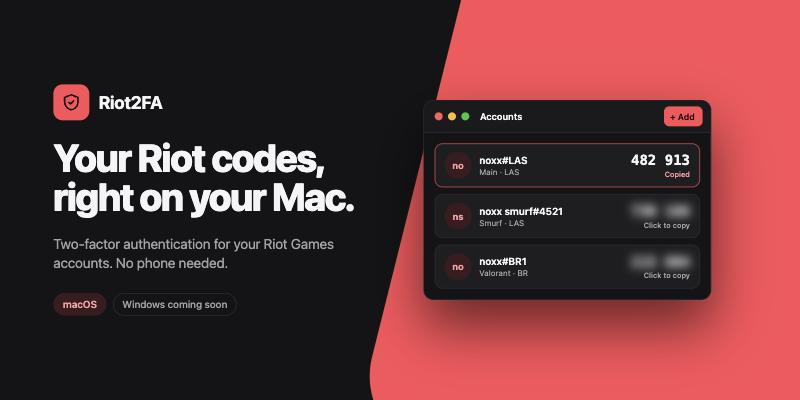 Riot2FA
Your Riot codes,
right on your Mac.
Two-factor authentication for your Riot Games
accounts. No phone needed.
macOS
Windows coming soon
Accounts
+ Add
no
noxx#LAS
Main · LAS
482 913
Copied
ns
noxx smurf#4521
Smurf · LAS
Click to copy
no
noxx#BR1
Valorant · BR
Click to copy